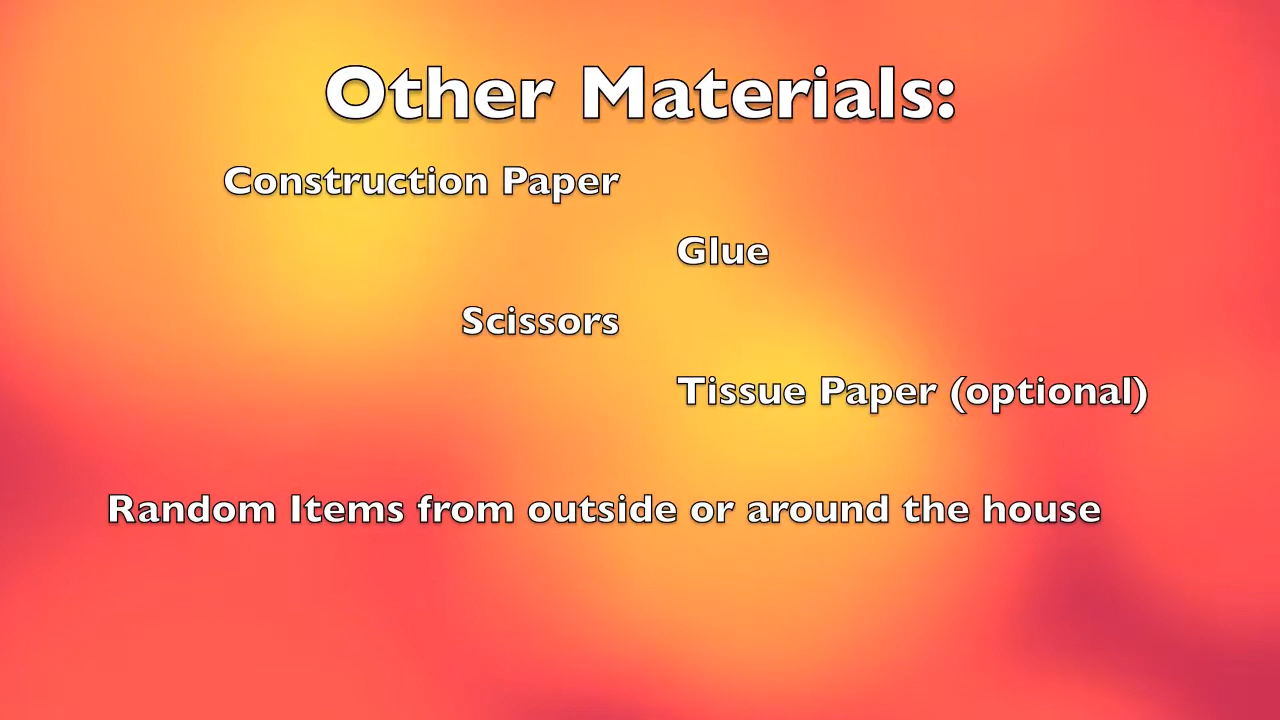 Other Materials:
Construction Paper
Glue
Scissors
Tissue Paper (optional)
Random Items from outside or around the house